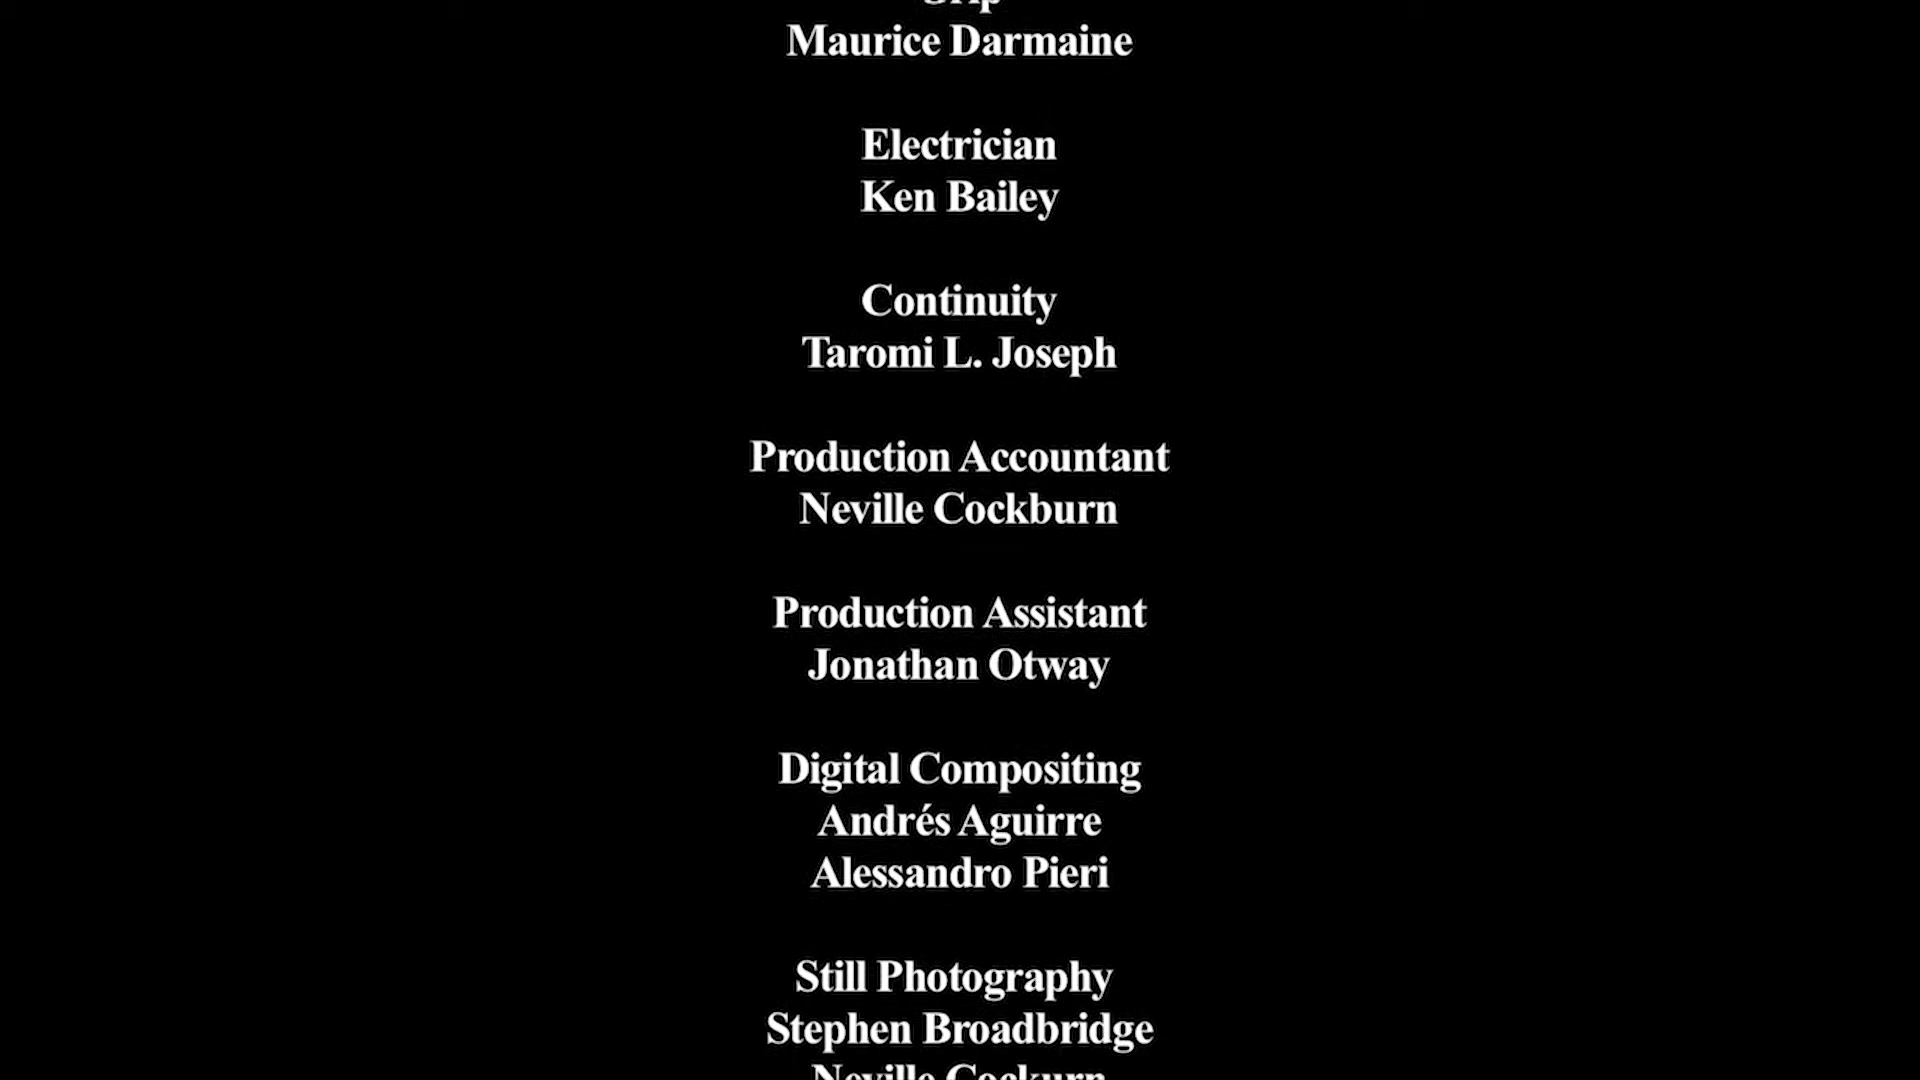 Grip
Maurice Darmaine
Electrician
Ken Bailey
Continuity
Taromi L. Joseph
Production Accountant
Neville Cockburn
Production Assistant
Jonathan Otway
Digital Compositing
Andrés Aguirre
Alessandro Pieri
Still Photography
Stephen Broadbridge
Neville Cockurn